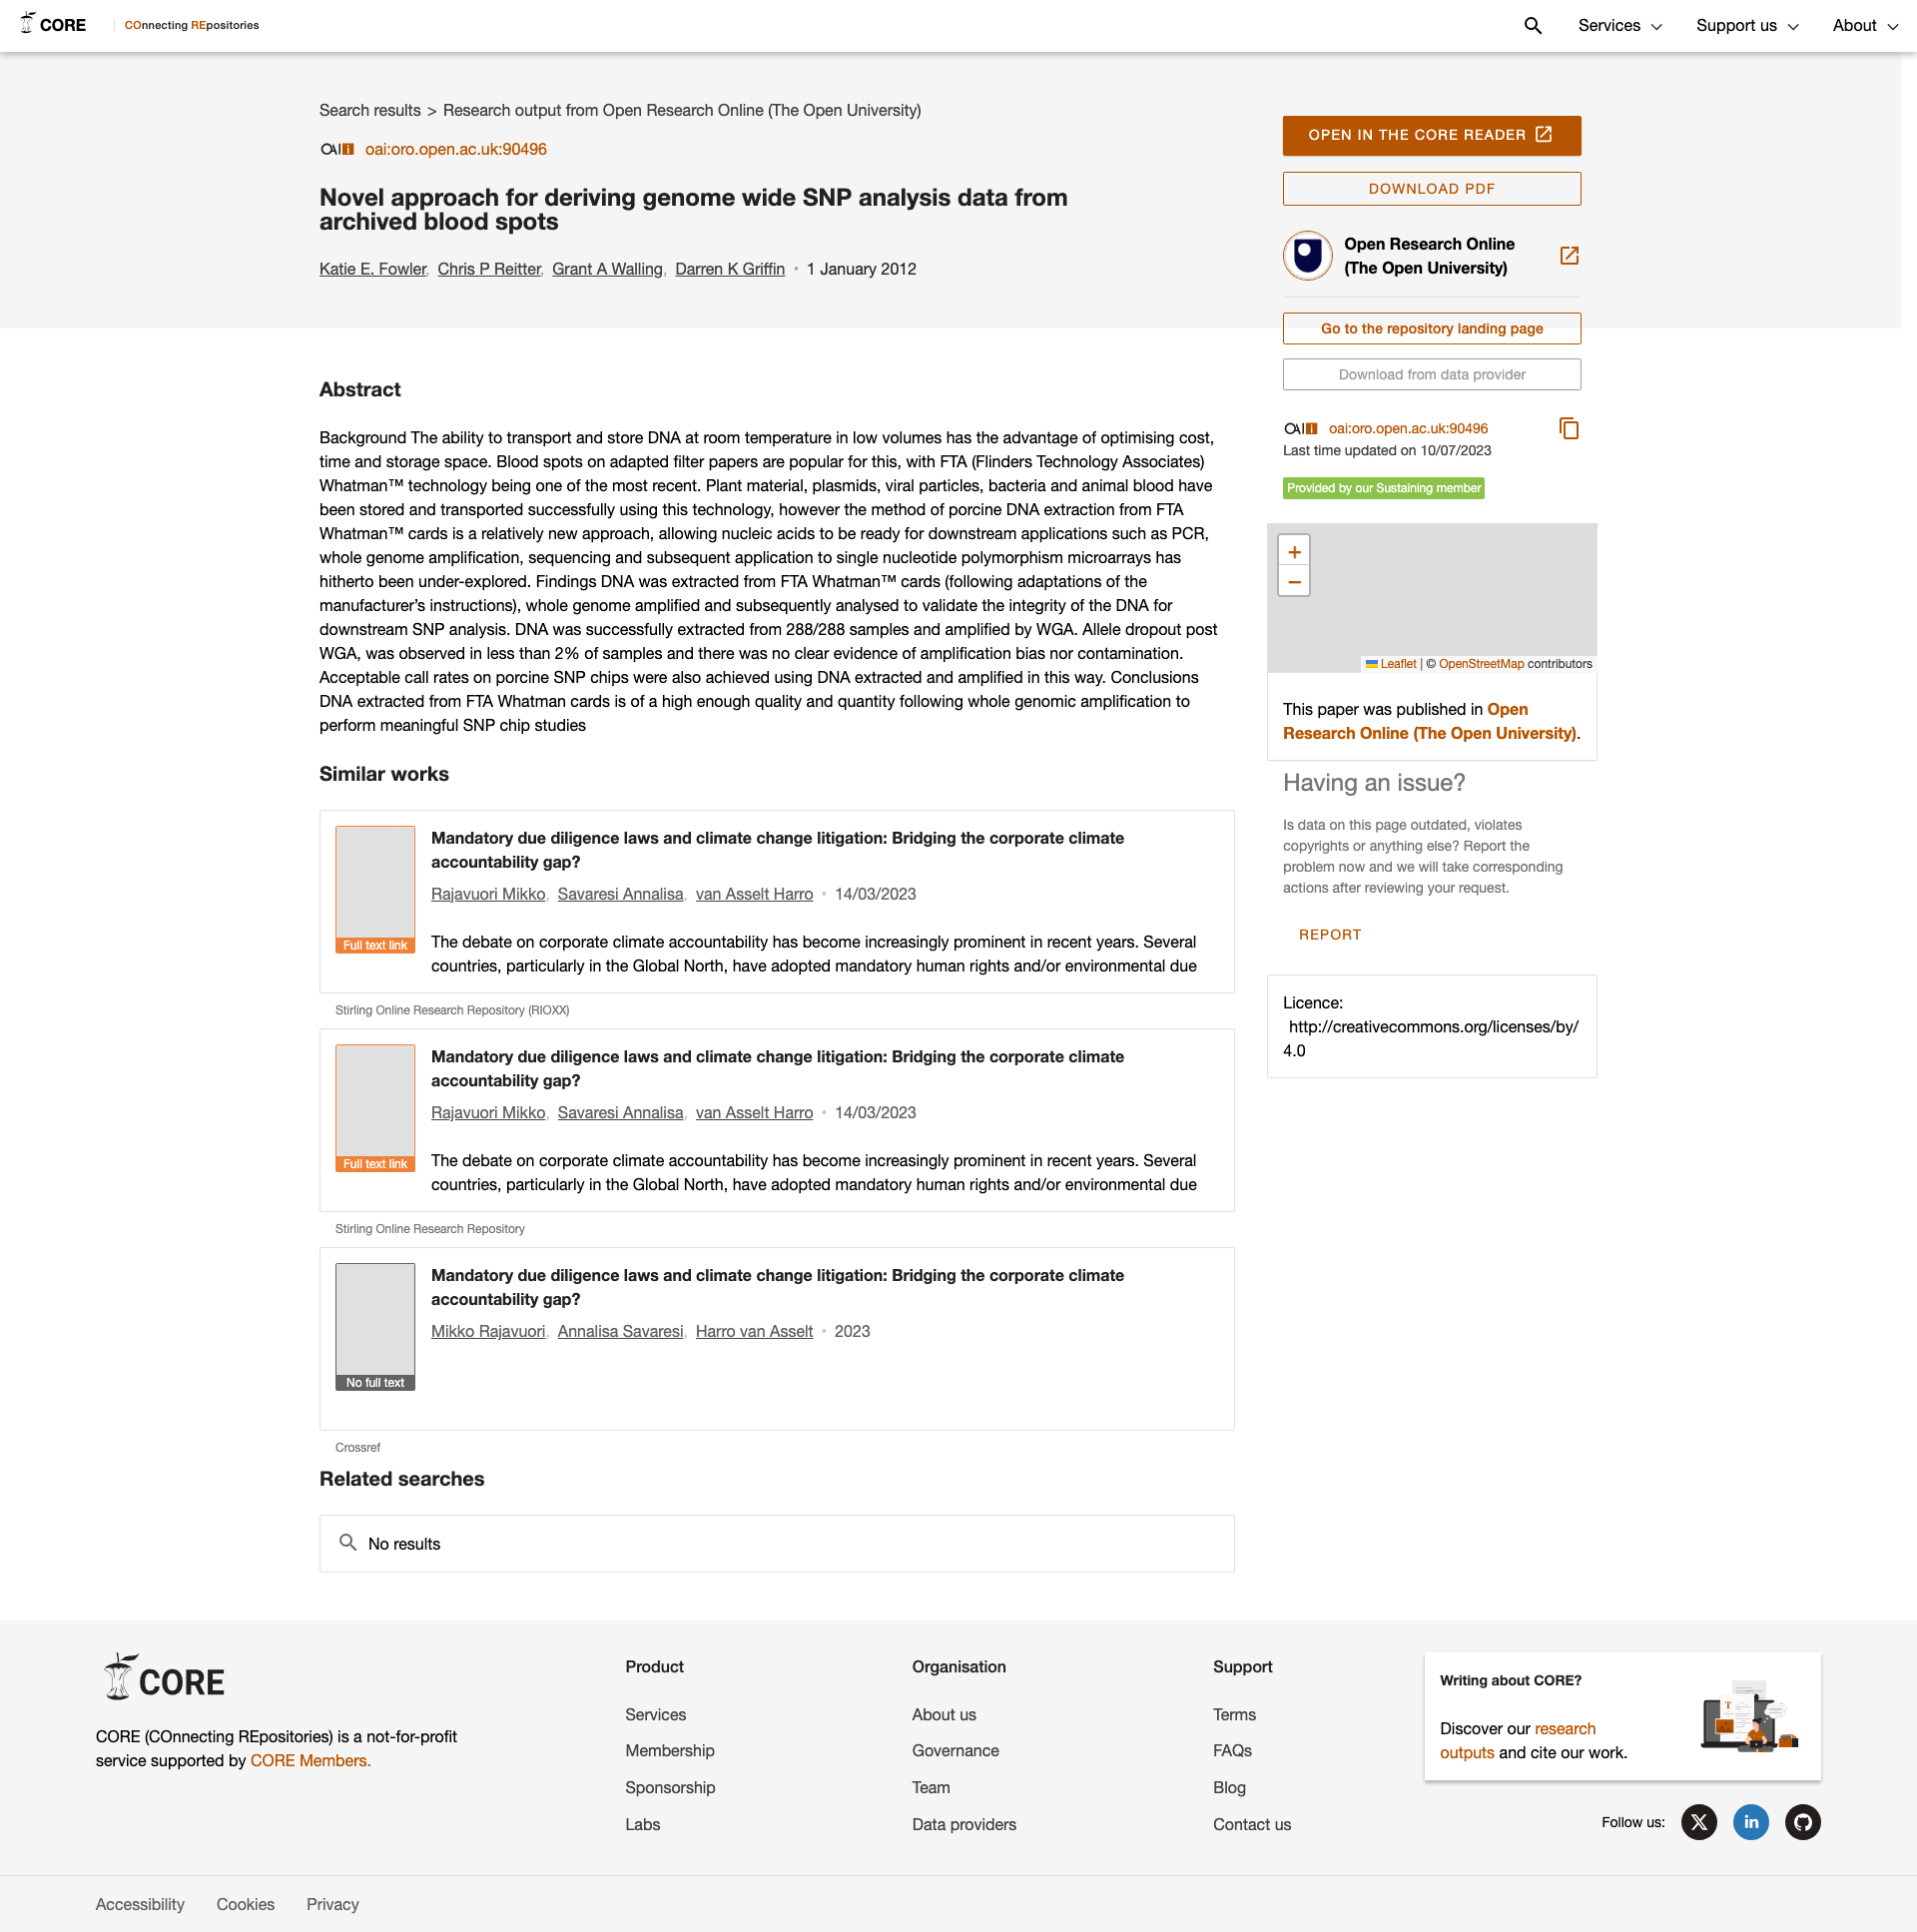 CORE
COnnecting REpositories
Services
Support us
About
Search results > Research output from Open Research Online (The Open University)
OAI oai:oro.open.ac.uk:90496
Novel approach for deriving genome wide SNP analysis data from
archived blood spots
Katie E. Fowler, Chris P Reitter, Grant A Walling, Darren K Griffin • 1 January 2012
OPEN IN THE CORE READER
DOWNLOAD PDF
Open Research Online
(The Open University)
Go to the repository landing page
Download from data provider
OAI oai:oro.open.ac.uk:90496
Last time updated on 10/07/2023
Provided by our Sustaining member
+
−
Leaflet | © OpenStreetMap contributors
This paper was published in Open
Research Online (The Open University).
Having an issue?
Is data on this page outdated, violates
copyrights or anything else? Report the
problem now and we will take corresponding
actions after reviewing your request.
REPORT
Licence:
http://creativecommons.org/licenses/by/
4.0
Abstract
Background The ability to transport and store DNA at room temperature in low volumes has the advantage of optimising cost,
time and storage space. Blood spots on adapted filter papers are popular for this, with FTA (Flinders Technology Associates)
Whatman™ technology being one of the most recent. Plant material, plasmids, viral particles, bacteria and animal blood have
been stored and transported successfully using this technology, however the method of porcine DNA extraction from FTA
Whatman™ cards is a relatively new approach, allowing nucleic acids to be ready for downstream applications such as PCR,
whole genome amplification, sequencing and subsequent application to single nucleotide polymorphism microarrays has
hitherto been under-explored. Findings DNA was extracted from FTA Whatman™ cards (following adaptations of the
manufacturer’s instructions), whole genome amplified and subsequently analysed to validate the integrity of the DNA for
downstream SNP analysis. DNA was successfully extracted from 288/288 samples and amplified by WGA. Allele dropout post
WGA, was observed in less than 2% of samples and there was no clear evidence of amplification bias nor contamination.
Acceptable call rates on porcine SNP chips were also achieved using DNA extracted and amplified in this way. Conclusions
DNA extracted from FTA Whatman cards is of a high enough quality and quantity following whole genomic amplification to
perform meaningful SNP chip studies
Similar works
Mandatory due diligence laws and climate change litigation: Bridging the corporate climate
accountability gap?
Rajavuori Mikko, Savaresi Annalisa, van Asselt Harro • 14/03/2023
Full text link
The debate on corporate climate accountability has become increasingly prominent in recent years. Several
countries, particularly in the Global North, have adopted mandatory human rights and/or environmental due
Stirling Online Research Repository (RIOXX)
Mandatory due diligence laws and climate change litigation: Bridging the corporate climate
accountability gap?
Rajavuori Mikko, Savaresi Annalisa, van Asselt Harro • 14/03/2023
Full text link
The debate on corporate climate accountability has become increasingly prominent in recent years. Several
countries, particularly in the Global North, have adopted mandatory human rights and/or environmental due
Stirling Online Research Repository
Mandatory due diligence laws and climate change litigation: Bridging the corporate climate
accountability gap?
Mikko Rajavuori, Annalisa Savaresi, Harro van Asselt • 2023
No full text
Crossref
Related searches
No results
CORE
CORE (COnnecting REpositories) is a not-for-profit
service supported by CORE Members.
Product
Services
Membership
Sponsorship
Labs
Organisation
About us
Governance
Team
Data providers
Support
Terms
FAQs
Blog
Contact us
Writing about CORE?
Discover our research
outputs and cite our work.
Follow us:
Accessibility
Cookies
Privacy